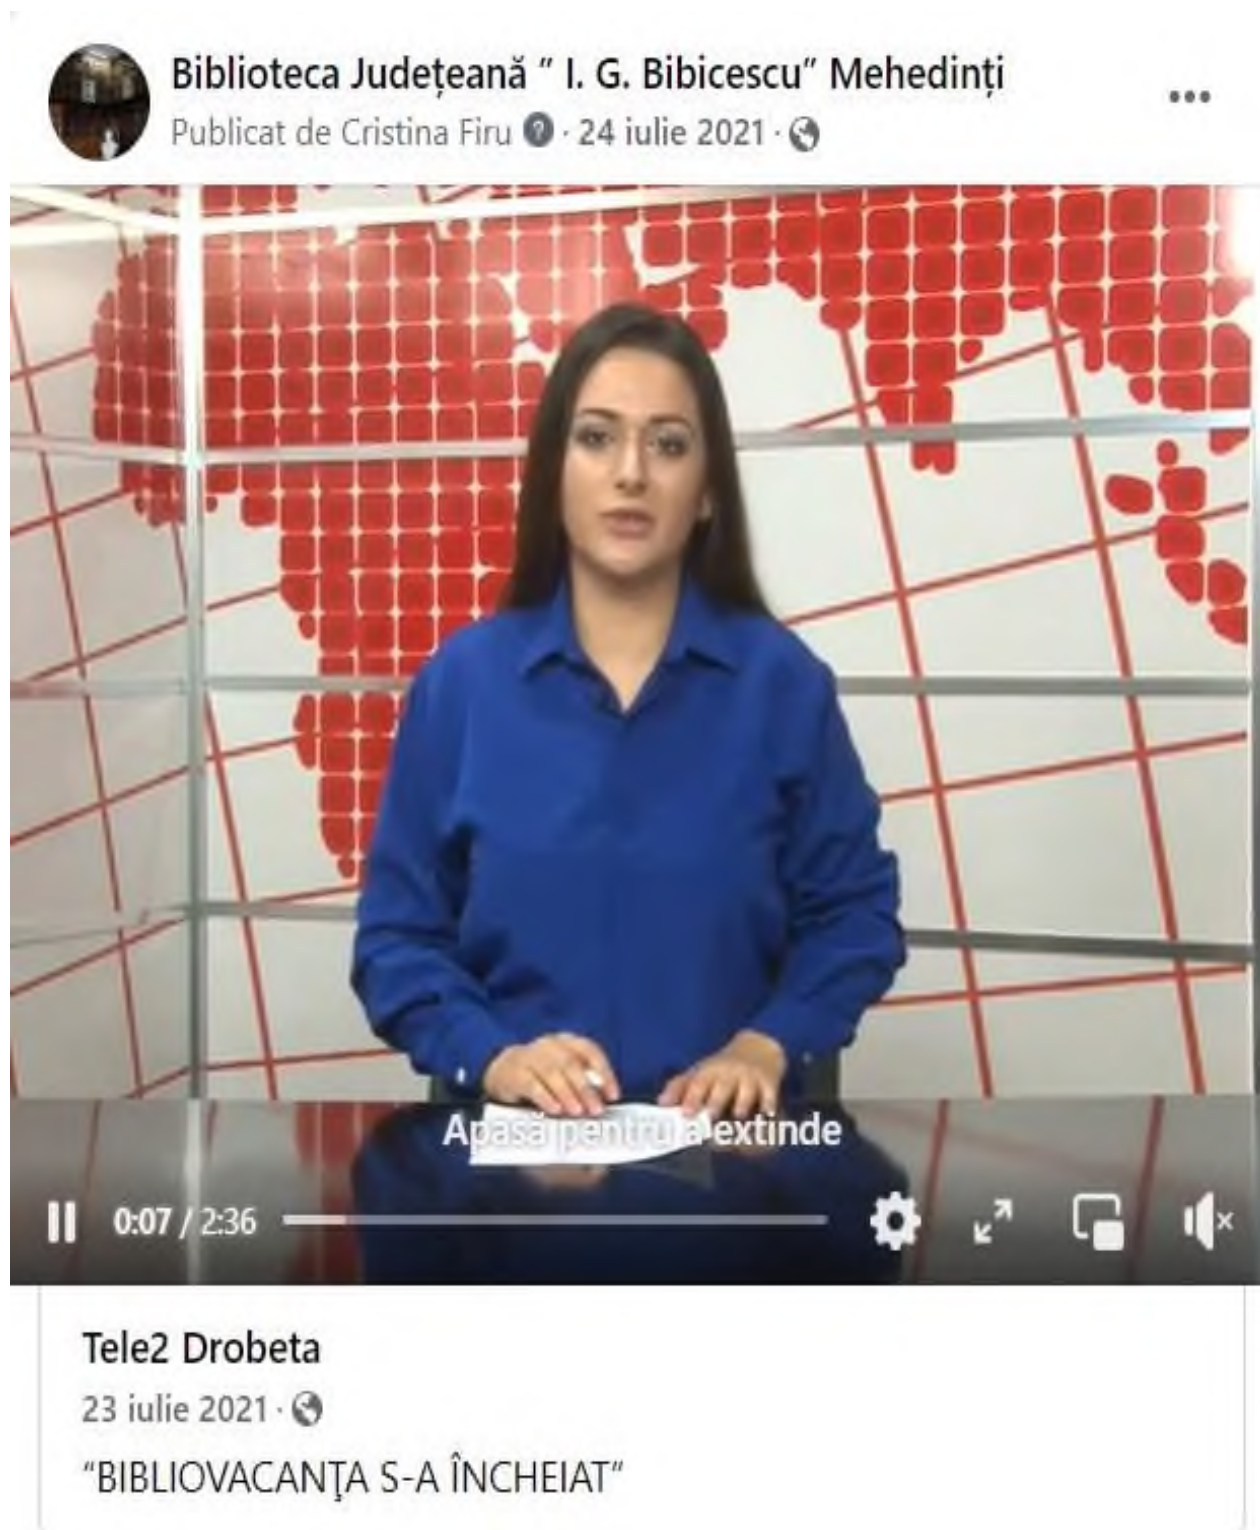 Biblioteca Județeană " I. G. Bibicescu" Mehedinți
Publicat de Cristina Firu ? · 24 iulie 2021 ·
Apasă pentru a extinde
0:07 / 2:36
Tele2 Drobeta
23 iulie 2021 ·
"BIBLIOVACANŢA S-A ÎNCHEIAT"